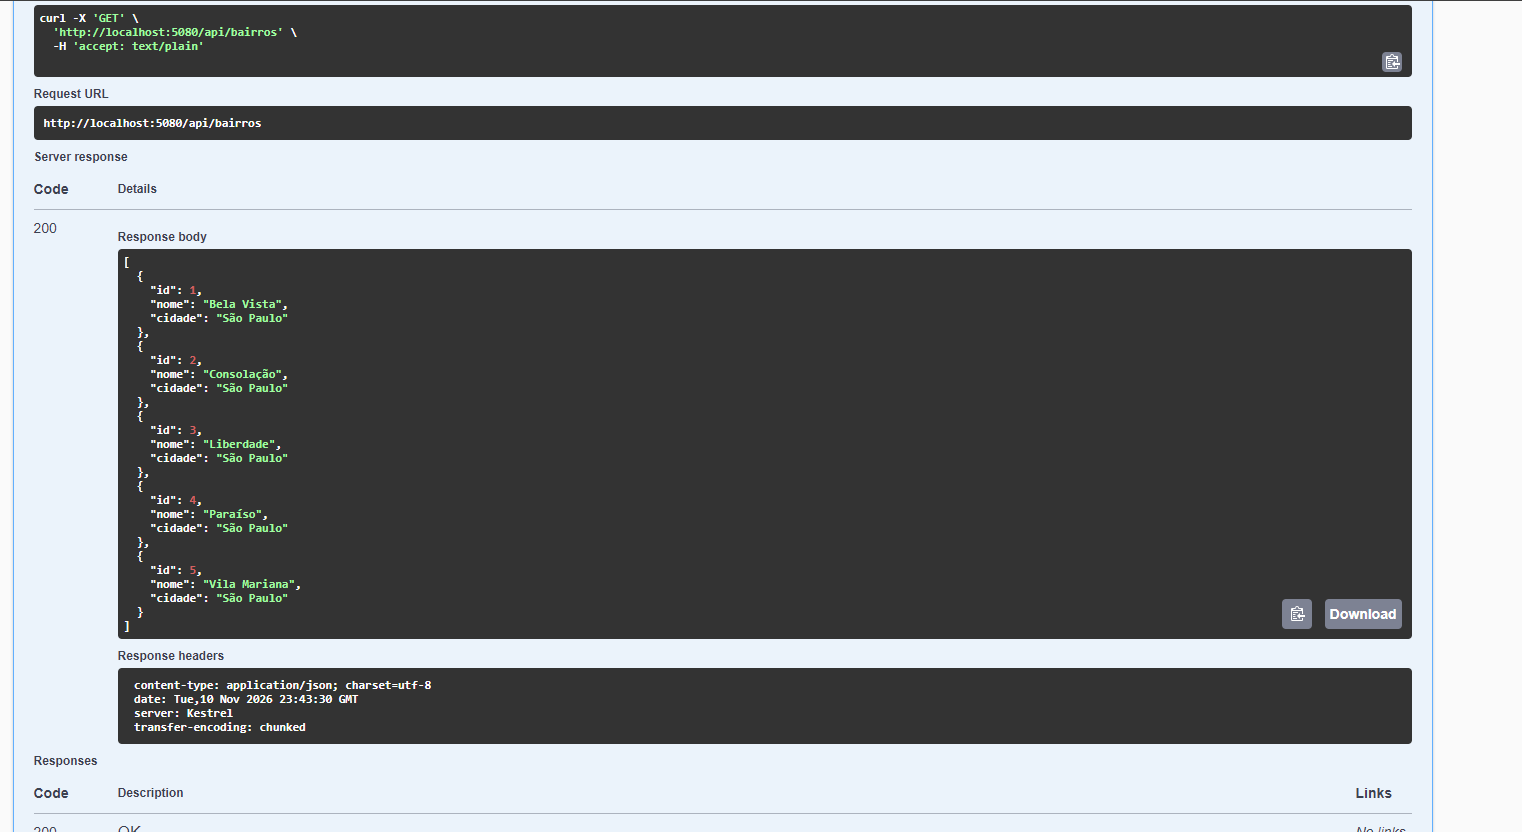 curl -X 'GET' \
'http://localhost:5080/api/bairros' \
-H 'accept: text/plain'
Request URL
http://localhost:5080/api/bairros
Server response
Code Details
200
Response body
[
{
"id": 1,
"nome": "Bela Vista",
"cidade": "São Paulo"
},
{
"id": 2,
"nome": "Consolação",
"cidade": "São Paulo"
},
{
"id": 3,
"nome": "Liberdade",
"cidade": "São Paulo"
},
{
"id": 4,
"nome": "Paraíso",
"cidade": "São Paulo"
},
{
"id": 5,
"nome": "Vila Mariana",
"cidade": "São Paulo"
}
]
Download
Response headers
content-type: application/json; charset=utf-8
date: Tue,10 Nov 2026 23:43:30 GMT
server: Kestrel
transfer-encoding: chunked
Responses
Code Description Links
200 OK No links